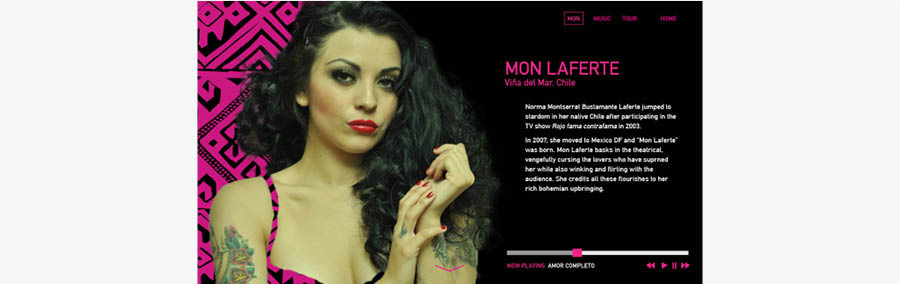 MON MUSIC TOUR HOME
MON LAFERTE
Viña del Mar, Chile
Norma Montserrat Bustamante Laferte jumped to
stardom in her native Chile after participating in the
TV show Rojo fama contrafama in 2003.
In 2007, she moved to Mexico DF and "Mon Laferte"
was born. Mon Laferte basks in the theatrical,
vengefully cursing the lovers who have suprned
her while also winking and flirting with the
audience. She credits all these flourishes to her
rich bohemian upbringing.
NOW PLAYING AMOR COMPLETO